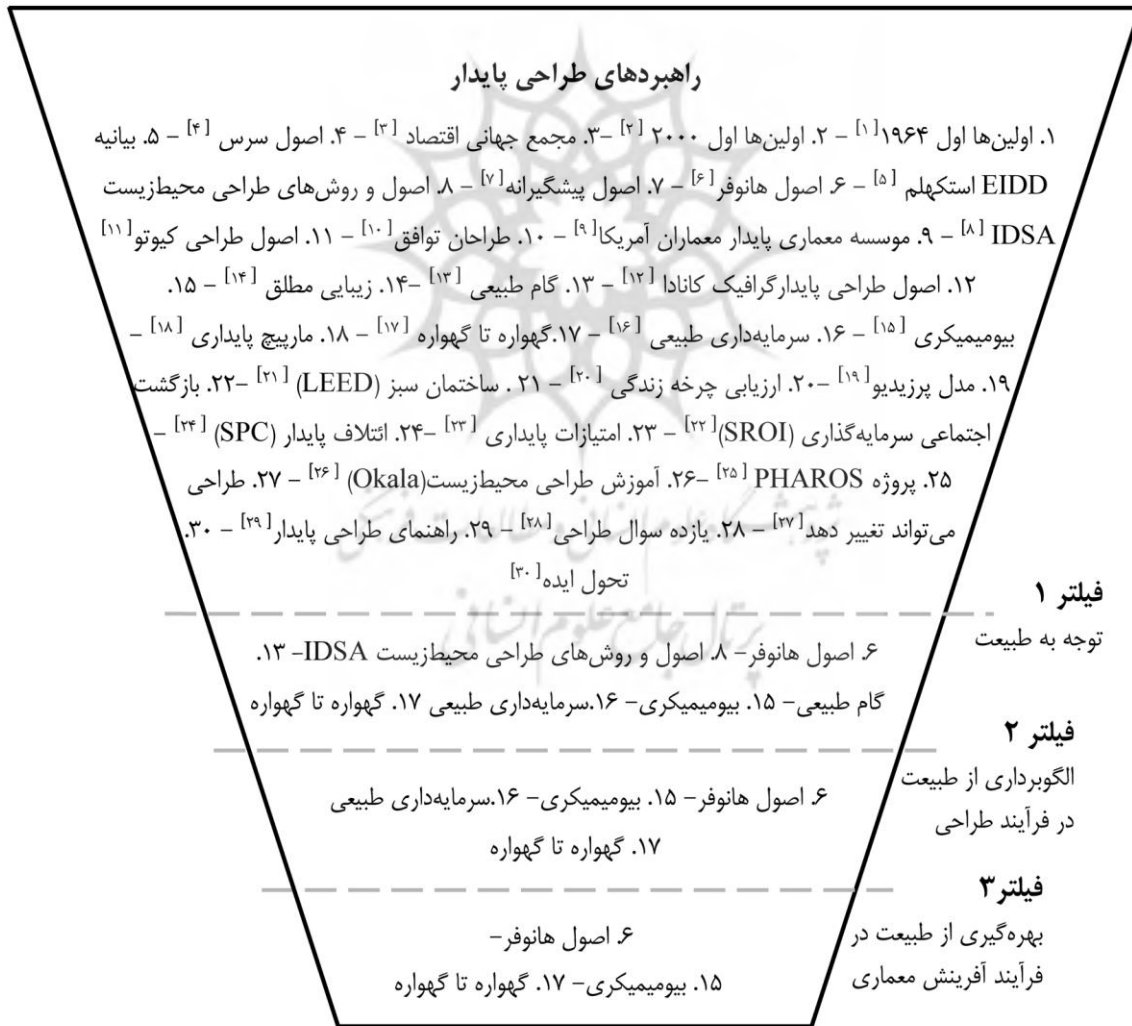 راهبردهای طراحی پایدار
۱. اولین‌ها اول ۱۹۶۴[۱] – ۲. اولین‌ها اول ۲۰۰۰ [۲] –۳. مجمع جهانی اقتصاد [۳] – ۴. اصول سرس [۴] – ۵. بیانیه
EIDD استکهلم [۵] – ۶. اصول هانوفر[۶] – ۷. اصول پیشگیرانه[۷] – ۸. اصول و روش‌های طراحی محیط‌زیست
IDSA [۸] – ۹. موسسه معماری پایدار معماران آمریکا[۹] – ۱۰. طراحان توافق[۱۰] – ۱۱. اصول طراحی کیوتو[۱۱]
۱۲. اصول طراحی پایدارگرافیک کانادا [۱۲] – ۱۳. گام طبیعی [۱۳] –۱۴. زیبایی مطلق [۱۴] – ۱۵.
بیومیمیکری [۱۵] – ۱۶. سرمایه‌داری طبیعی [۱۶] – ۱۷.گهواره تا گهواره [۱۷] – ۱۸. مارپیچ پایداری [۱۸] –
۱۹. مدل پرزیدیو[۱۹] –۲۰. ارزیابی چرخه زندگی [۲۰] – ۲۱ . ساختمان سبز (LEED) [۲۱] –۲۲. بازگشت
اجتماعی سرمایه‌گذاری (SROI)[۲۲] – ۲۳. امتیازات پایداری [۲۳] –۲۴. ائتلاف پایدار (SPC) [۲۴] –
۲۵. پروژه PHAROS [۲۵] –۲۶. آموزش طراحی محیط‌زیست(Okala) [۲۶] – ۲۷. طراحی
می‌تواند تغییر دهد[۲۷] – ۲۸. یازده سوال طراحی[۲۸] – ۲۹. راهنمای طراحی پایدار[۲۹] – ۳۰.
تحول ایده[۳۰]
پژوهشگاه علوم انسانی و مطالعات فرهنگی
پرتال جامع علوم انسانی
فیلتر ۱
توجه به طبیعت
۶. اصول هانوفر– ۸. اصول و روش‌های طراحی محیط‌زیست IDSA– ۱۳.
گام طبیعی– ۱۵. بیومیمیکری– ۱۶.سرمایه‌داری طبیعی ۱۷. گهواره تا گهواره
فیلتر ۲
الگوبرداری از طبیعت
در فرآیند طراحی
۶. اصول هانوفر– ۱۵. بیومیمیکری– ۱۶.سرمایه‌داری طبیعی
۱۷. گهواره تا گهواره
فیلتر۳
بهره‌گیری از طبیعت در
فرآیند آفرینش معماری
۶. اصول هانوفر–
۱۵. بیومیمیکری– ۱۷. گهواره تا گهواره